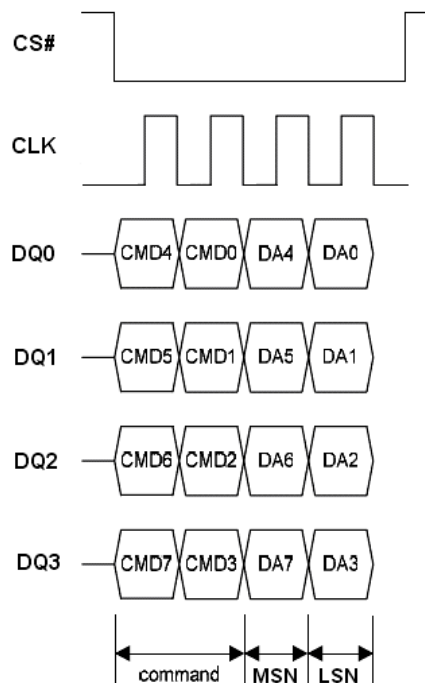 CS#
CLK
DQ0 CMD4 CMD0 DA4 DA0
DQ1 CMD5 CMD1 DA5 DA1
DQ2 CMD6 CMD2 DA6 DA2
DQ3 CMD7 CMD3 DA7 DA3
command MSN LSN